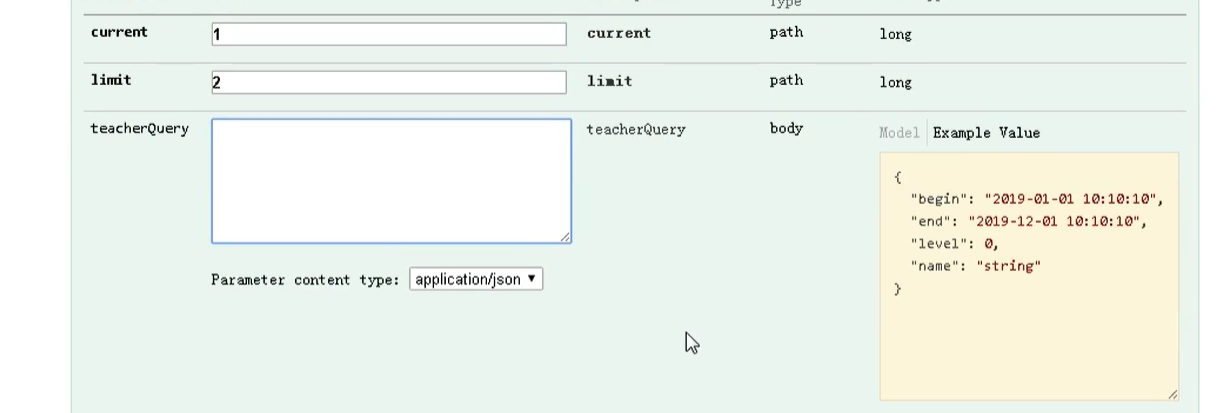 Type
current 1 current path long
limit 2 limit path long
teacherQuery teacherQuery body Model Example Value
{
"begin": "2019-01-01 10:10:10",
"end": "2019-12-01 10:10:10",
"level": 0,
"name": "string"
}
Parameter content type: application/json